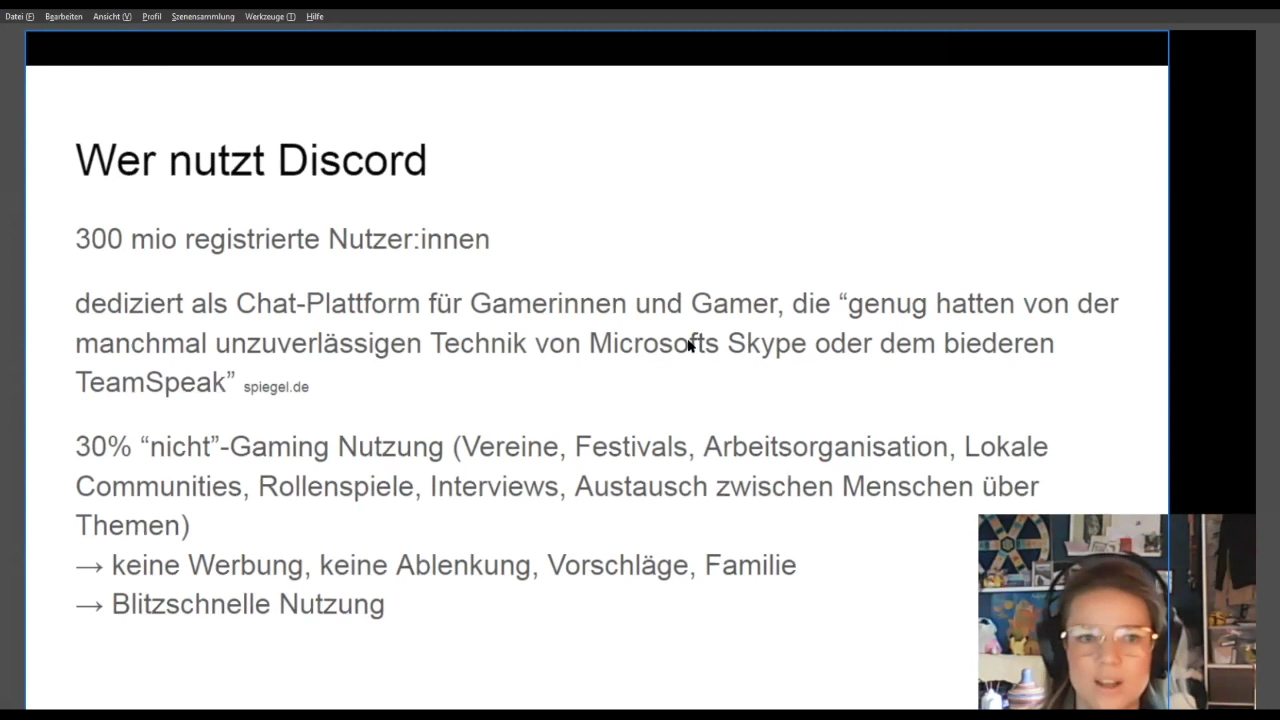 Datei (F) Bearbeiten Ansicht (V) Profil Szenensammlung Werkzeuge (T) Hilfe
Wer nutzt Discord
300 mio registrierte Nutzer:innen
dediziert als Chat-Plattform für Gamerinnen und Gamer, die “genug hatten von der
manchmal unzuverlässigen Technik von Microsofts Skype oder dem biederen
TeamSpeak” spiegel.de
30% “nicht”-Gaming Nutzung (Vereine, Festivals, Arbeitsorganisation, Lokale
Communities, Rollenspiele, Interviews, Austausch zwischen Menschen über
Themen)
→ keine Werbung, keine Ablenkung, Vorschläge, Familie
→ Blitzschnelle Nutzung